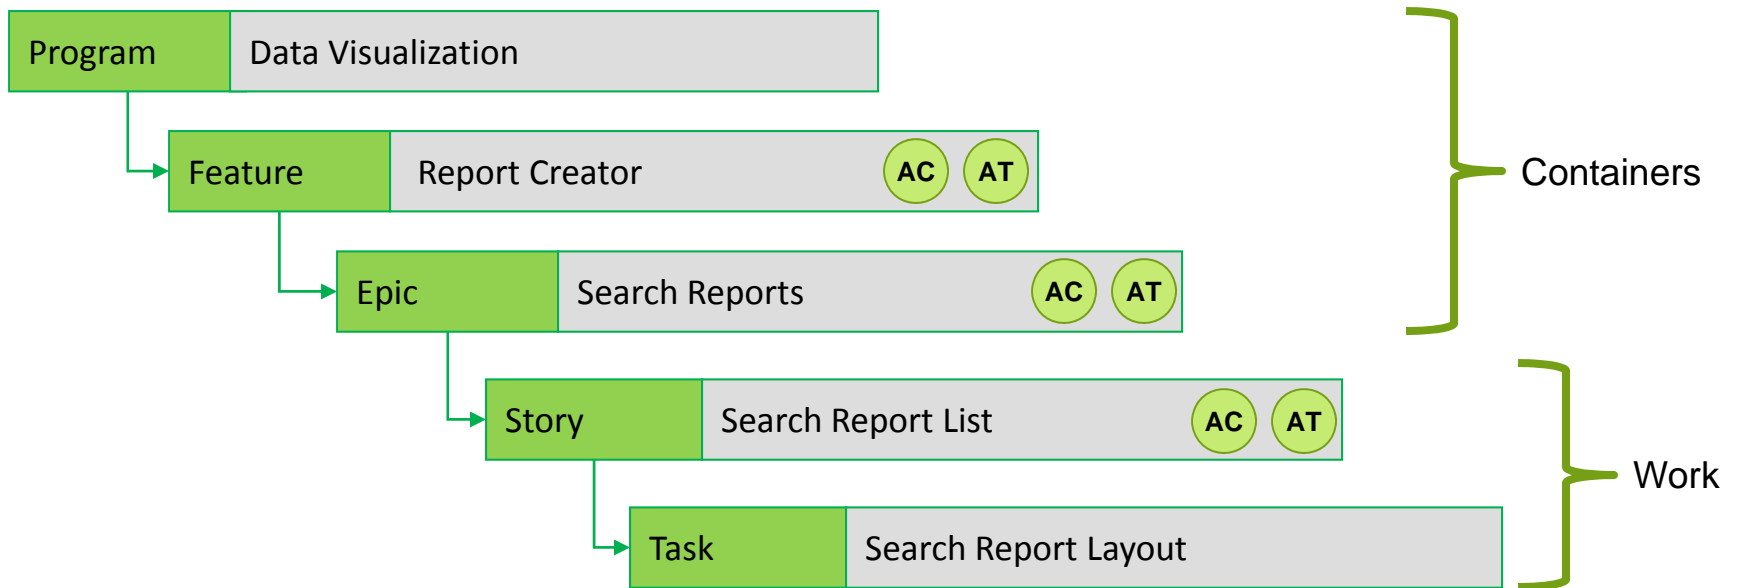 Program Data Visualization
Feature Report Creator AC AT
Containers
Epic Search Reports AC AT
Story Search Report List AC AT
Work
Task Search Report Layout